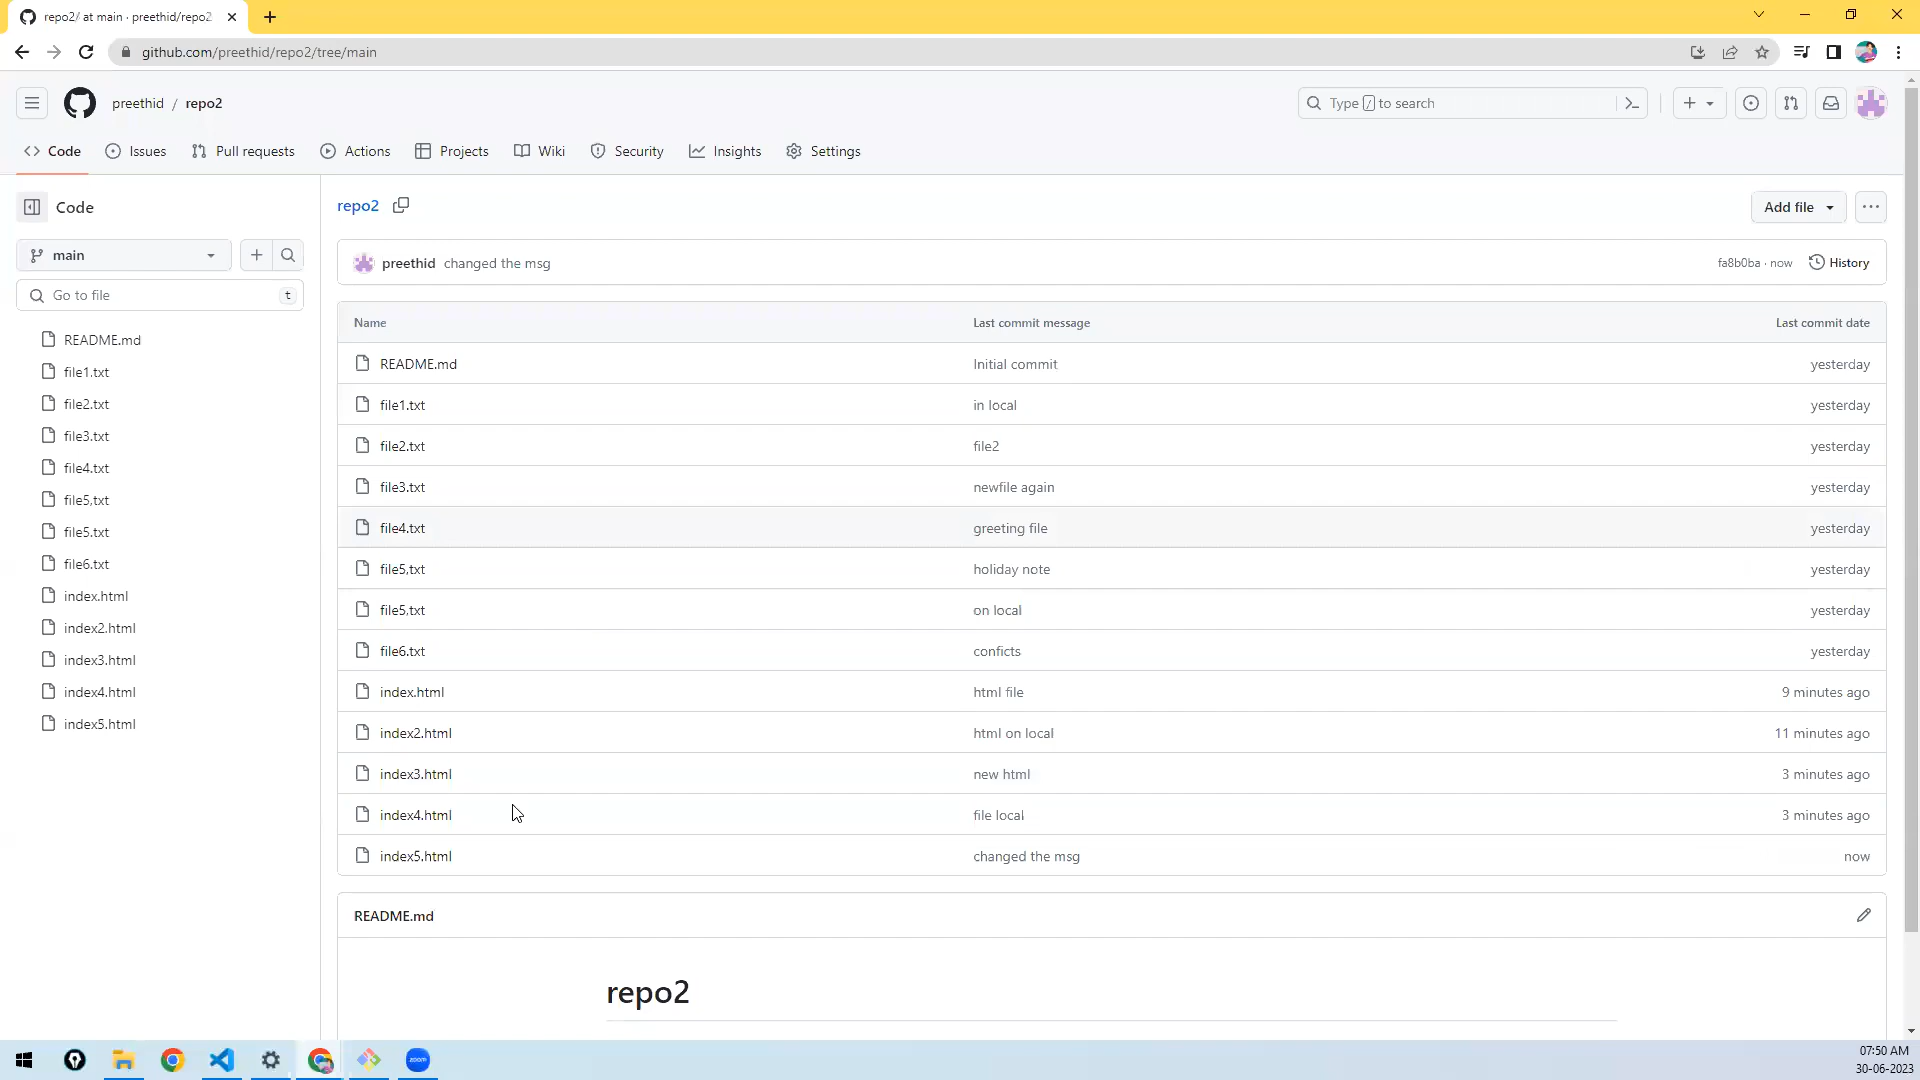 repo2/ at main · preethid/repo2
github.com/preethid/repo2/tree/main
preethid / repo2
Type / to search
Code
Issues
Pull requests
Actions
Projects
Wiki
Security
Insights
Settings
Code
main
Go to file
t
README.md
file1.txt
file2.txt
file3.txt
file4.txt
file5,txt
file5.txt
file6.txt
index.html
index2.html
index3.html
index4.html
index5.html
repo2
Add file
preethid changed the msg
fa8b0ba · now
History
Name Last commit message Last commit date
README.md Initial commit yesterday
file1.txt in local yesterday
file2.txt file2 yesterday
file3.txt newfile again yesterday
file4.txt greeting file yesterday
file5,txt holiday note yesterday
file5.txt on local yesterday
file6.txt conficts yesterday
index.html html file 9 minutes ago
index2.html html on local 11 minutes ago
index3.html new html 3 minutes ago
index4.html file local 3 minutes ago
index5.html changed the msg now
README.md
repo2
zoom
07:50 AM
30-06-2023